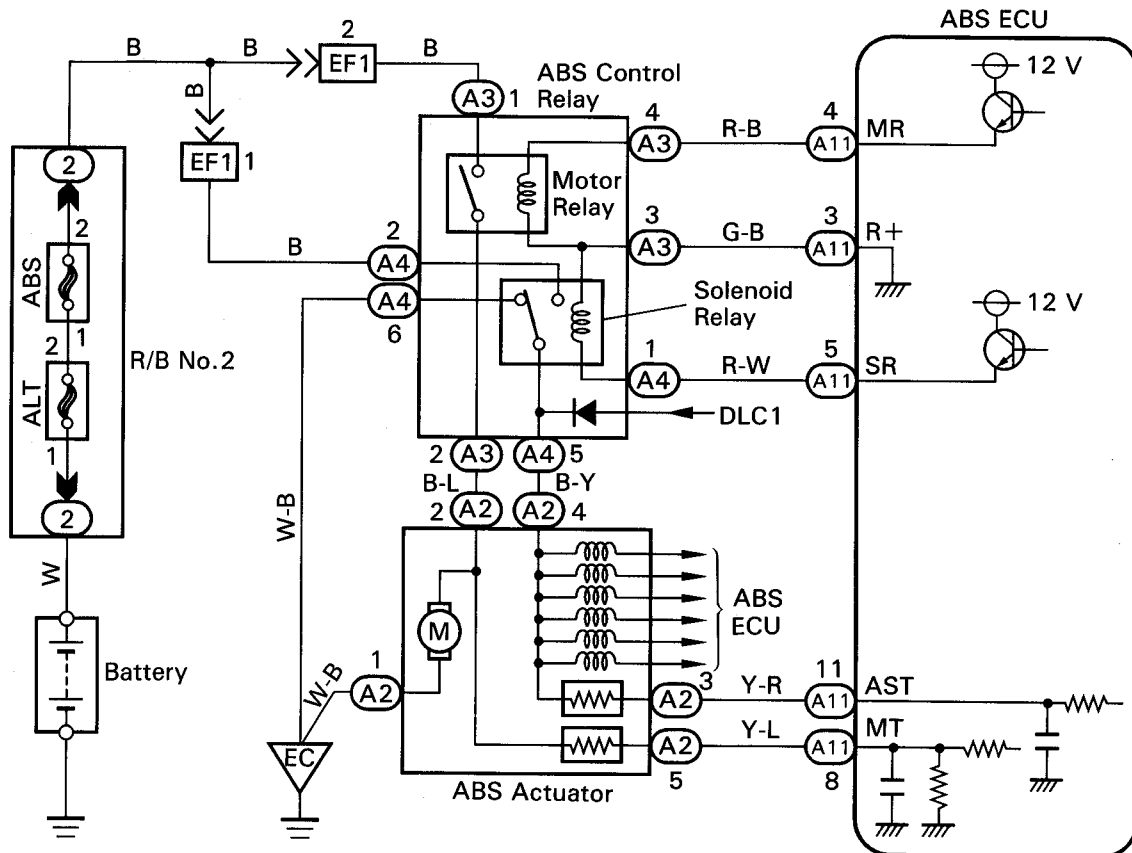 ABS ECU
B
B
2
EF1
B
12 V
ABS Control
Relay
A3
1
B
4
A3
R-B
4
A11
MR
EF1
1
2
Motor
Relay
3
A3
G-B
3
A11
R+
2
ABS
1
B
2
A4
A4
6
Solenoid
Relay
12 V
2
ALT
1
R/B No.2
1
A4
R-W
5
A11
SR
DLC1
2
2
A3
A4
5
B-L
B-Y
2
A2
A2
4
W
W-B
ABS
ECU
M
Battery
1
A2
W-B
3
A2
Y-R
11
A11
AST
A2
5
Y-L
A11
8
MT
EC
ABS Actuator